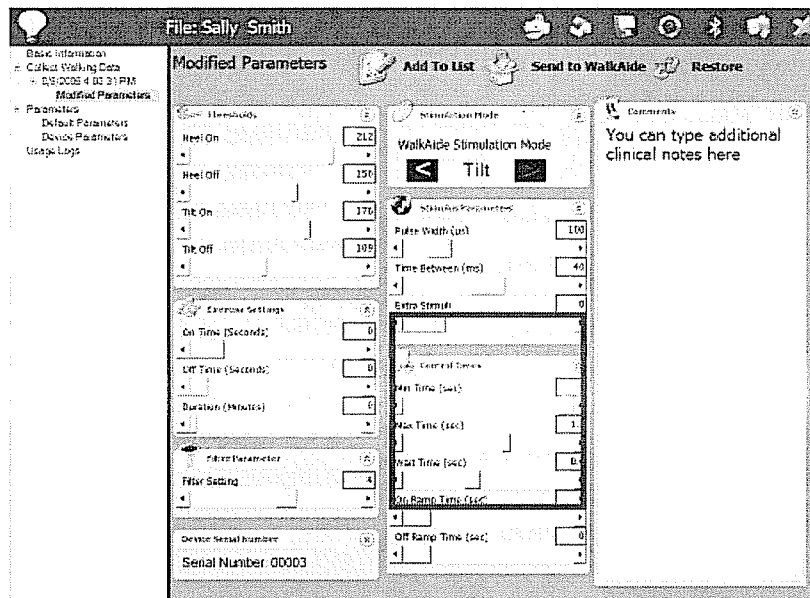 File: Sally Smith
Basic Information
Collect Walking Data
Modified Parameters
Parameters
Default Parameters
Device Parameters
Usage Logs
Modified Parameters
Add To List
Send to WalkAide
Restore
Thresholds
Heel On
212
Heel Off
Tilt On
Tilt Off
109
Exercise Settings
On Time (Seconds)
0
Off Time (Seconds)
0
Duration (Minutes)
0
Filter Parameter
Filter Setting
4
Device Serial Number
Serial Number: 00003
Stimulation Mode
WalkAide Stimulation Mode
< Tilt >
Stimulus Parameters
Pulse Width (µs)
100
Time Between (ms)
40
Extra Stimuli
0
Control Times
Min Time (sec)
Max Time (sec)
1.
Wait Time (sec)
0.
On Ramp Time (sec)
Off Ramp Time (sec)
0
Comments
You can type additional
clinical notes here